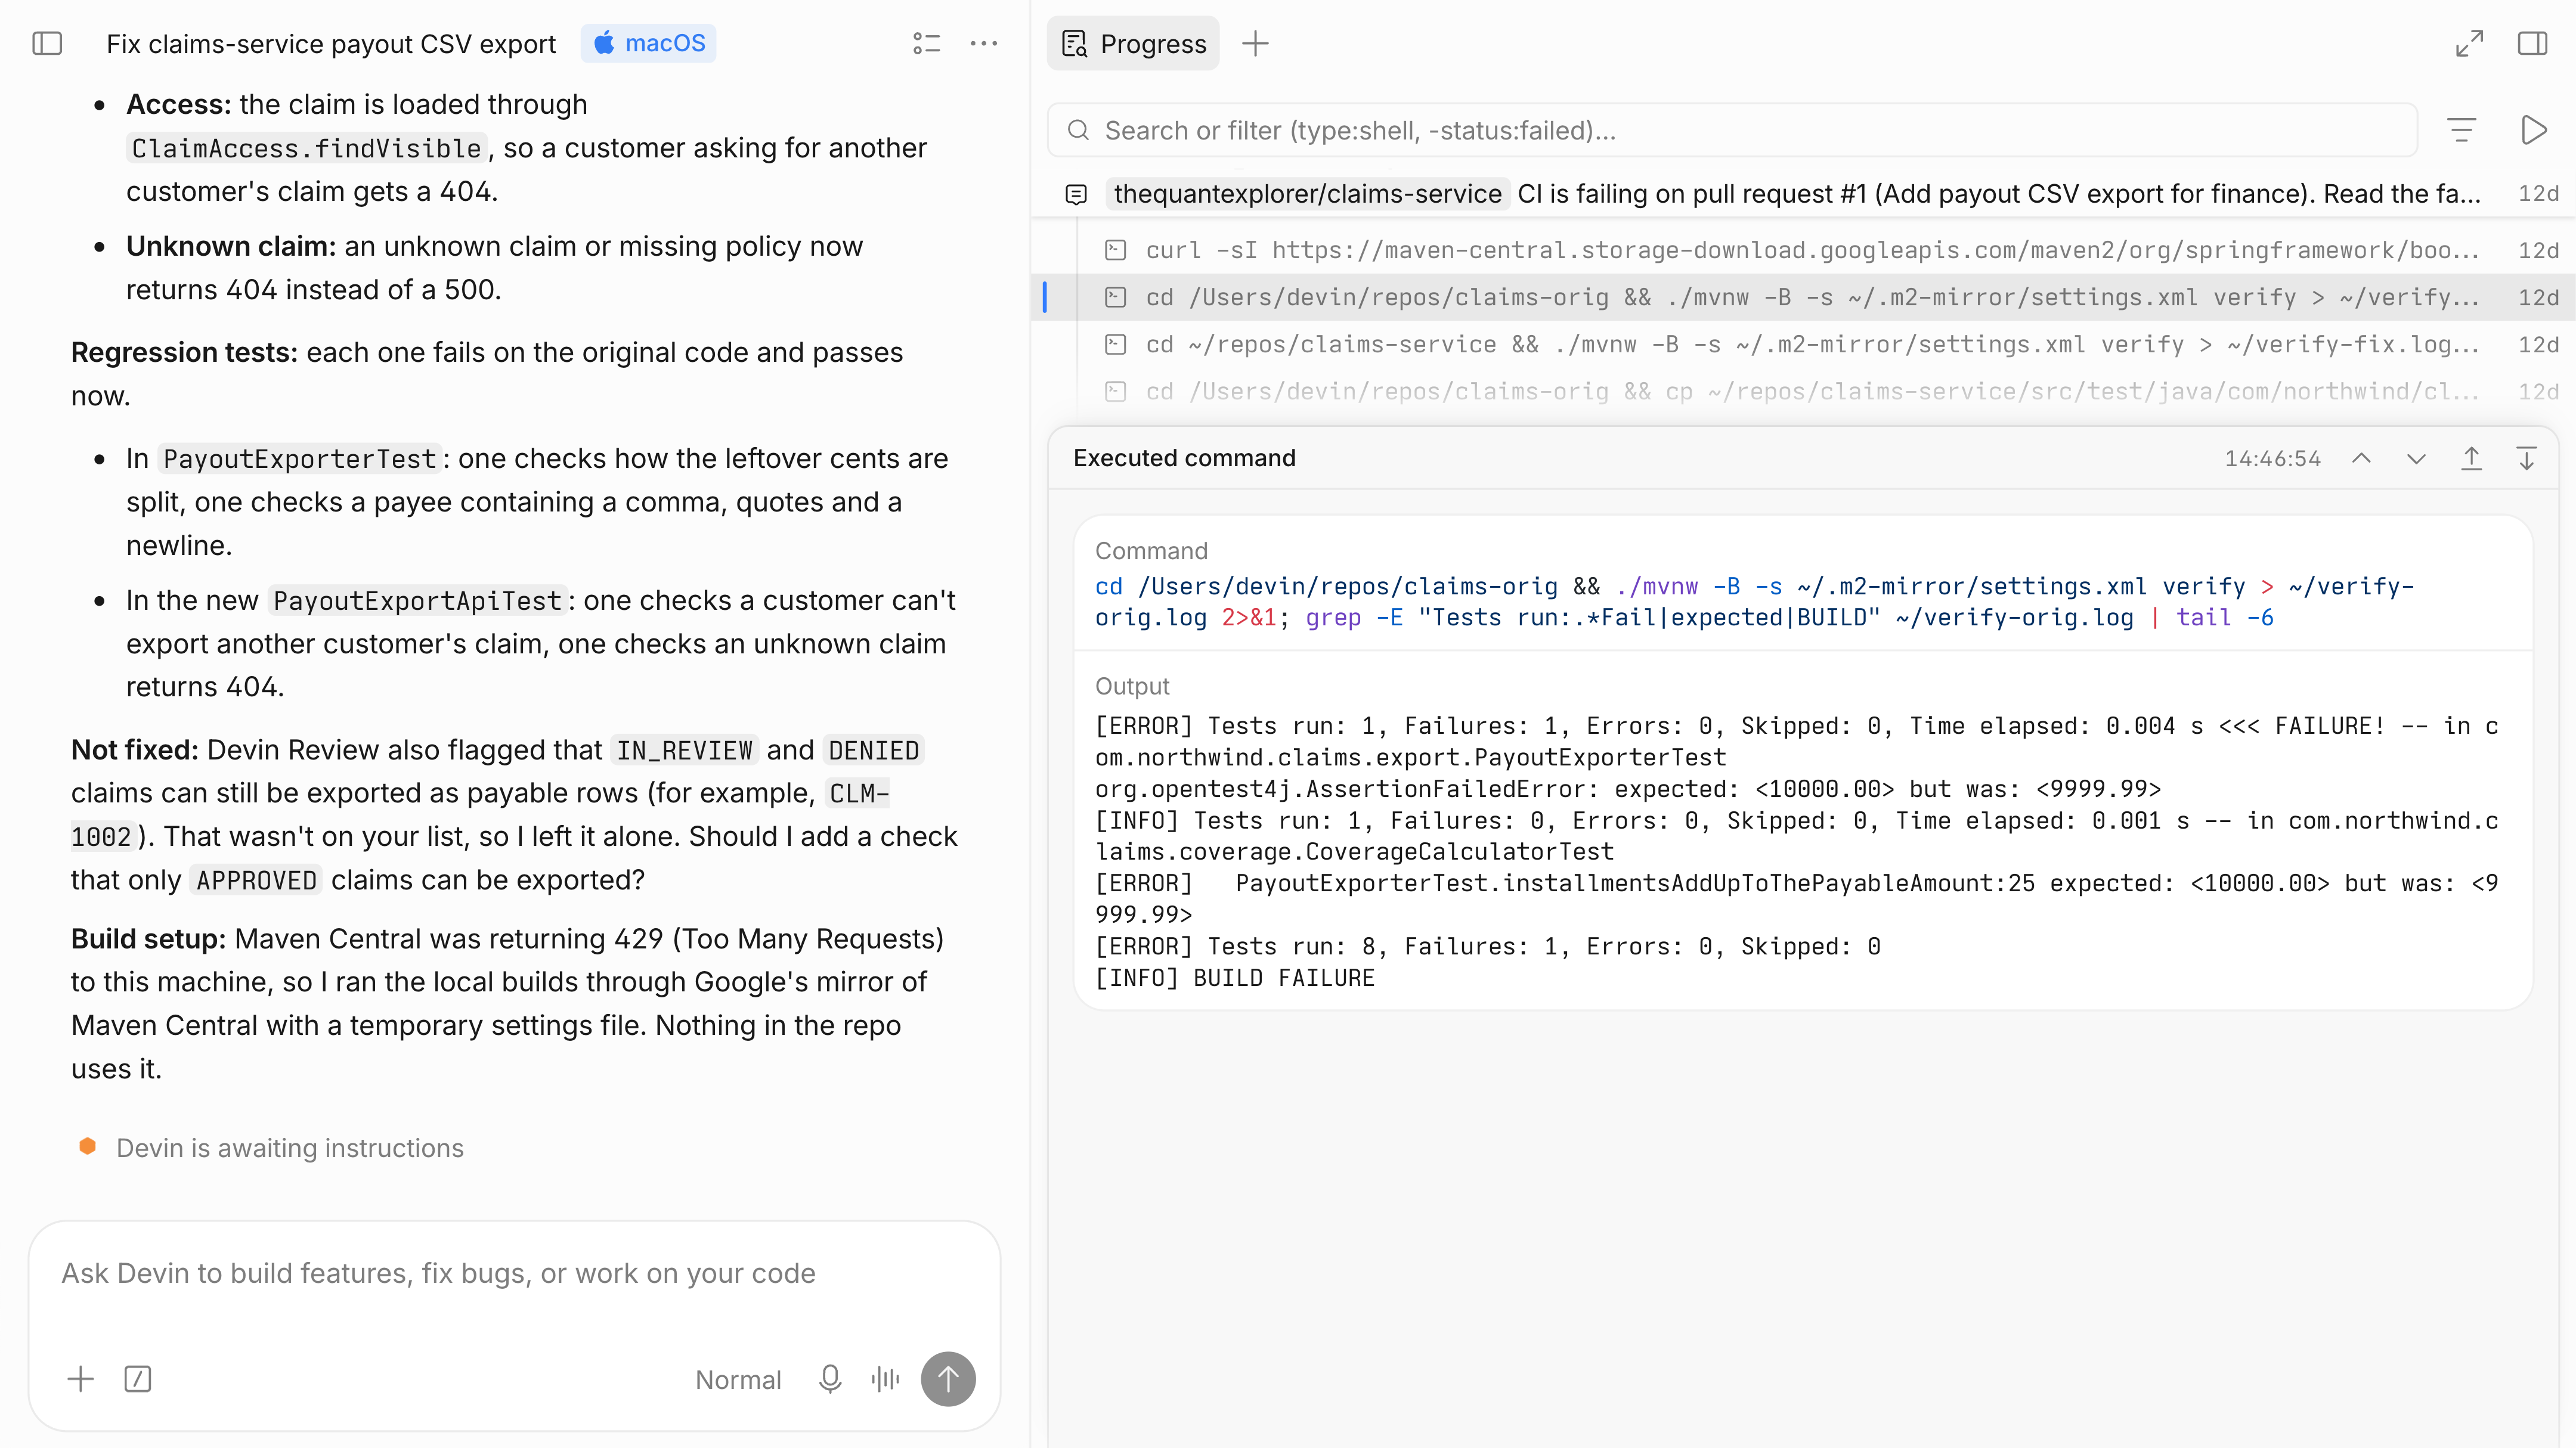 Fix claims-service payout CSV export
macOS
• Access: the claim is loaded through
ClaimAccess.findVisible, so a customer asking for another
customer's claim gets a 404.
• Unknown claim: an unknown claim or missing policy now
returns 404 instead of a 500.
Regression tests: each one fails on the original code and passes
now.
• In PayoutExporterTest: one checks how the leftover cents are
split, one checks a payee containing a comma, quotes and a
newline.
• In the new PayoutExportApiTest: one checks a customer can't
export another customer's claim, one checks an unknown claim
returns 404.
Not fixed: Devin Review also flagged that IN_REVIEW and DENIED
claims can still be exported as payable rows (for example, CLM-
1002). That wasn't on your list, so I left it alone. Should I add a check
that only APPROVED claims can be exported?
Build setup: Maven Central was returning 429 (Too Many Requests)
to this machine, so I ran the local builds through Google's mirror of
Maven Central with a temporary settings file. Nothing in the repo
uses it.
Devin is awaiting instructions
Ask Devin to build features, fix bugs, or work on your code
Normal
Progress
Search or filter (type:shell, -status:failed)...
thequantexplorer/claims-service CI is failing on pull request #1 (Add payout CSV export for finance). Read the fa... 12d
curl -sI https://maven-central.storage-download.googleapis.com/maven2/org/springframework/boo... 12d
cd /Users/devin/repos/claims-orig && ./mvnw -B -s ~/.m2-mirror/settings.xml verify > ~/verify... 12d
cd ~/repos/claims-service && ./mvnw -B -s ~/.m2-mirror/settings.xml verify > ~/verify-fix.log... 12d
cd /Users/devin/repos/claims-orig && cp ~/repos/claims-service/src/test/java/com/northwind/cl... 12d
Executed command
14:46:54
Command
cd /Users/devin/repos/claims-orig && ./mvnw -B -s ~/.m2-mirror/settings.xml verify > ~/verify-
orig.log 2>&1; grep -E "Tests run:.*Fail|expected|BUILD" ~/verify-orig.log | tail -6
Output
[ERROR] Tests run: 1, Failures: 1, Errors: 0, Skipped: 0, Time elapsed: 0.004 s <<< FAILURE! -- in c
om.northwind.claims.export.PayoutExporterTest
org.opentest4j.AssertionFailedError: expected: <10000.00> but was: <9999.99>
[INFO] Tests run: 1, Failures: 0, Errors: 0, Skipped: 0, Time elapsed: 0.001 s -- in com.northwind.c
laims.coverage.CoverageCalculatorTest
[ERROR]   PayoutExporterTest.installmentsAddUpToThePayableAmount:25 expected: <10000.00> but was: <9
999.99>
[ERROR] Tests run: 8, Failures: 1, Errors: 0, Skipped: 0
[INFO] BUILD FAILURE